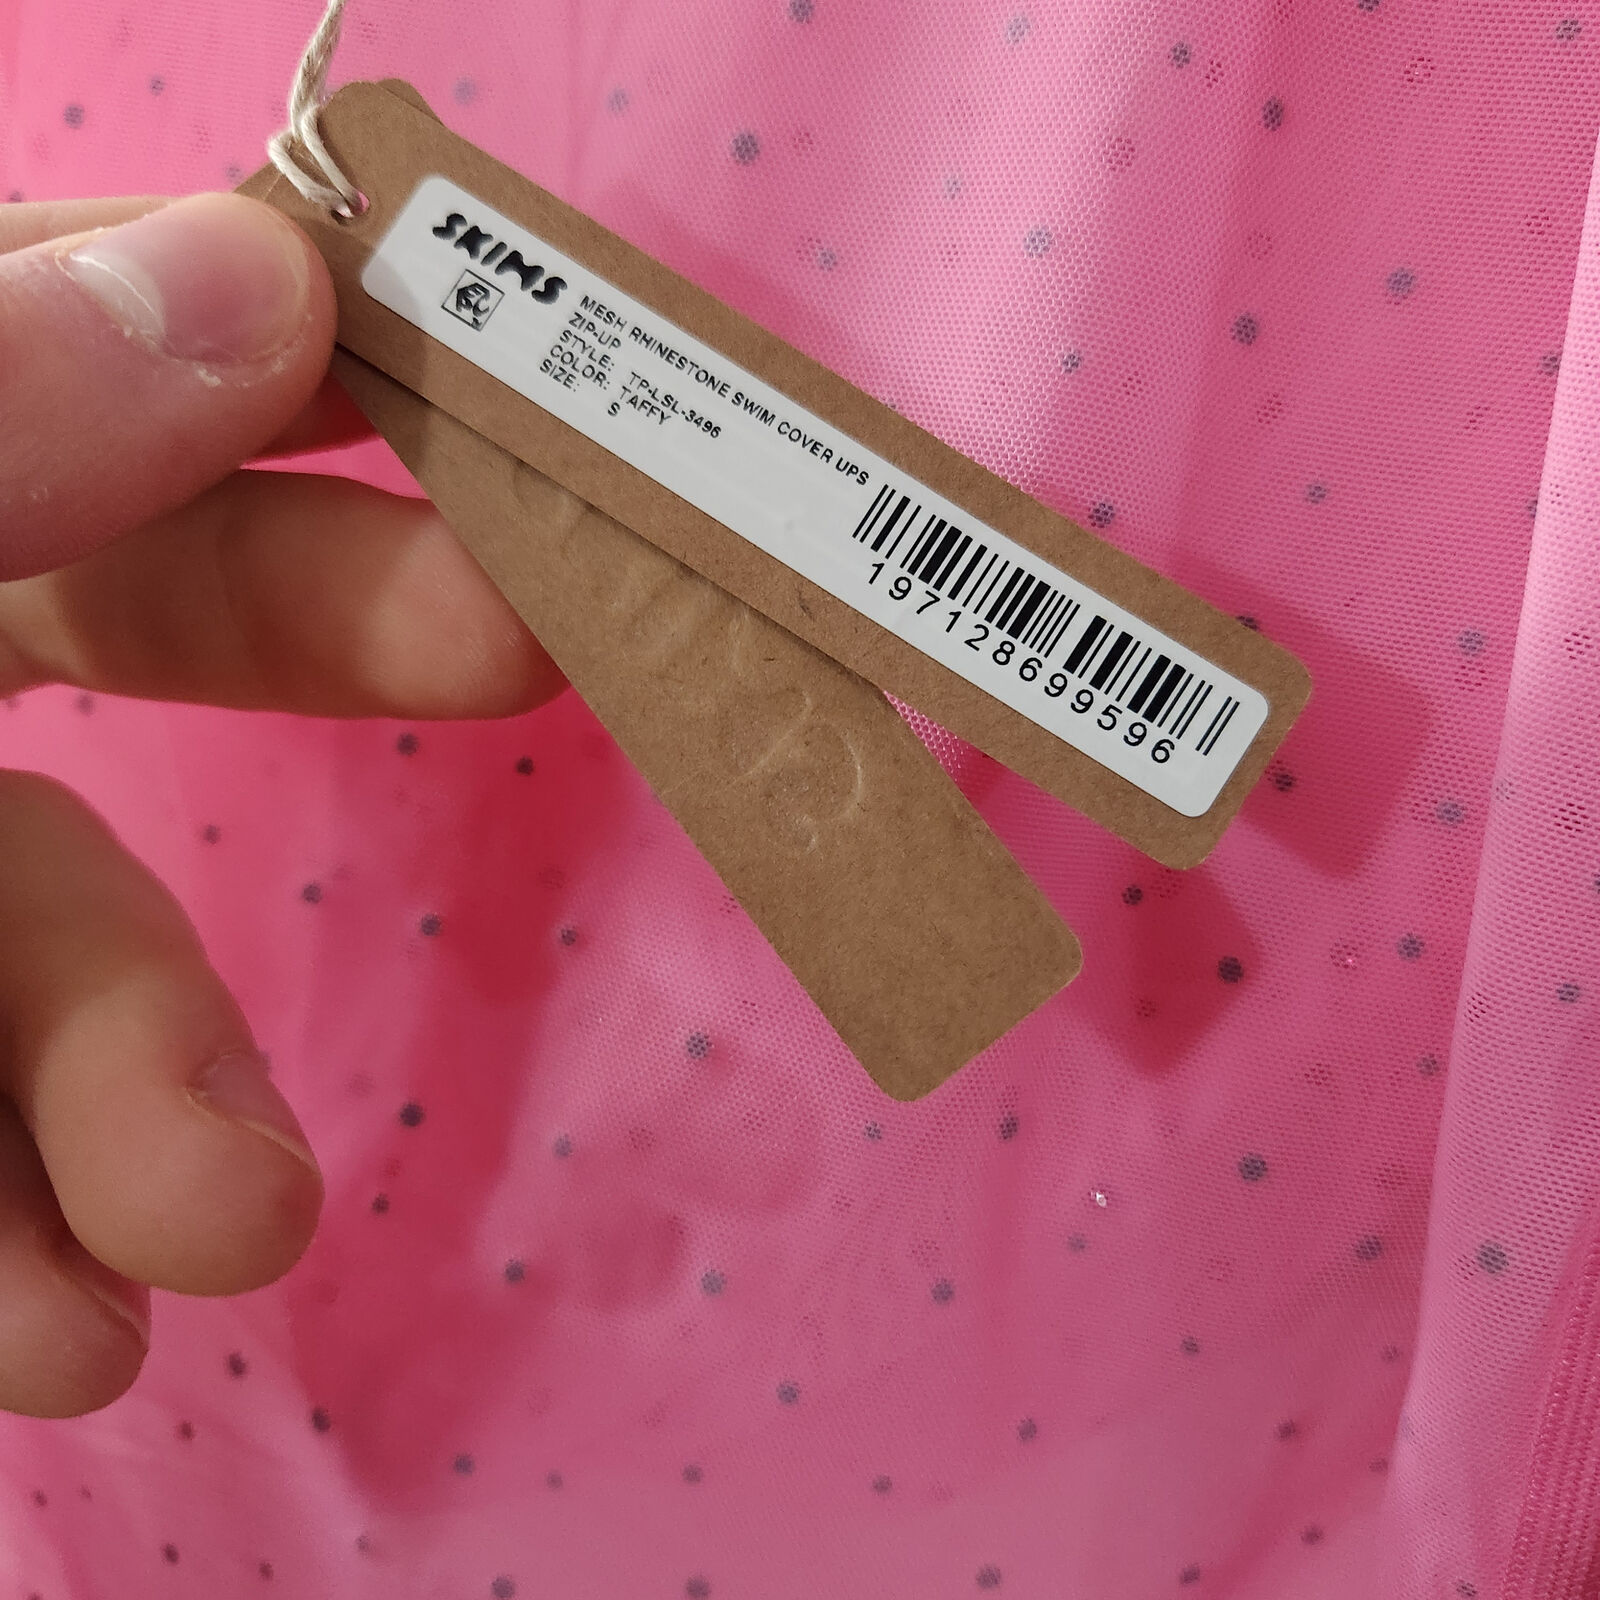 SKIMS
MESH RHINESTONE SWIM COVER UPS
ZIP-UP
STYLE: TP-LSL-3496
COLOR: TAFFY
SIZE: S
197128699596